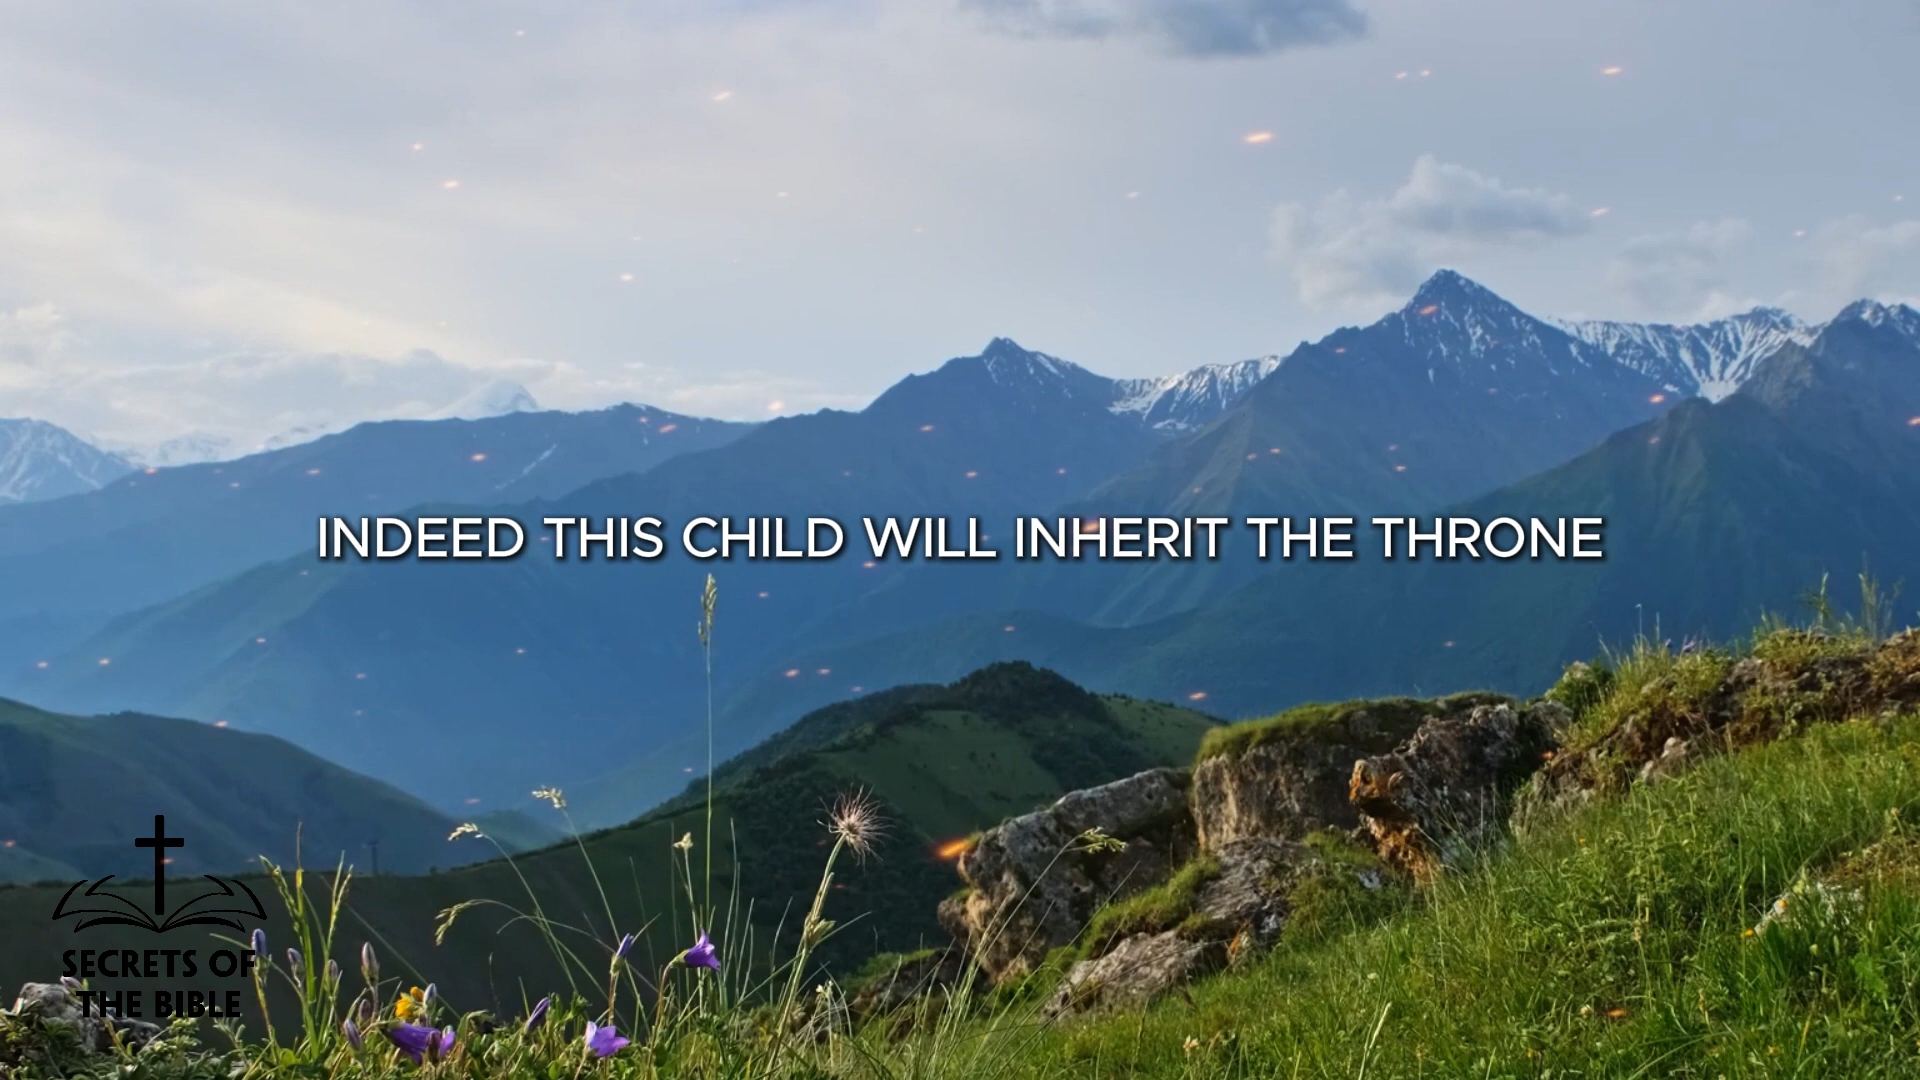 INDEED THIS CHILD WILL INHERIT THE THRONE
SECRETS OF
THE BIBLE